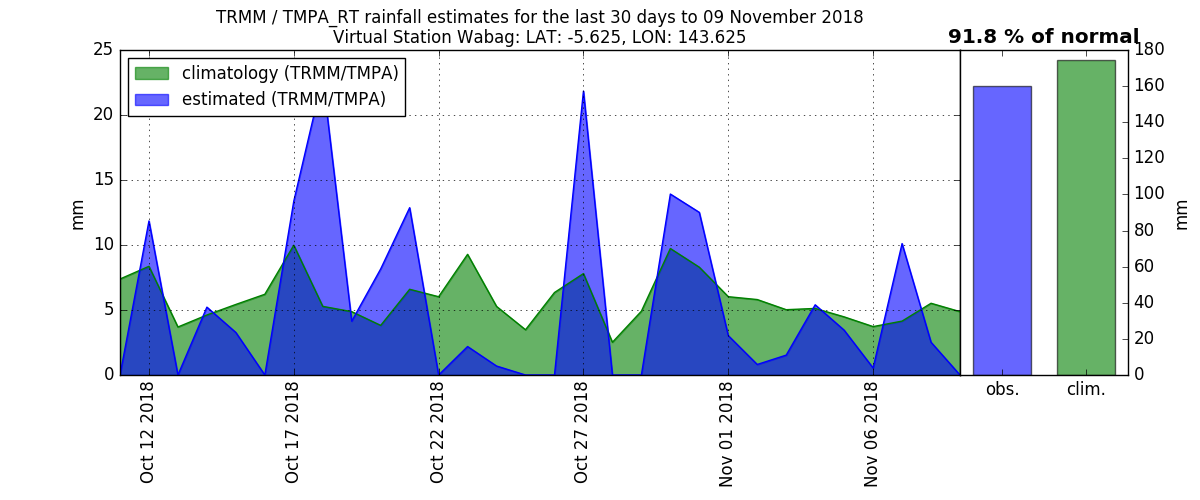 TRMM / TMPA_RT rainfall estimates for the last 30 days to 09 November 2018
Virtual Station Wabag: LAT: -5.625, LON: 143.625
91.8 % of normal
climatology (TRMM/TMPA)
estimated (TRMM/TMPA)
25
20
15
10
5
0
mm
Oct 12 2018
Oct 17 2018
Oct 22 2018
Oct 27 2018
Nov 01 2018
Nov 06 2018
180
160
140
120
100
80
60
40
20
0
mm
obs.
clim.